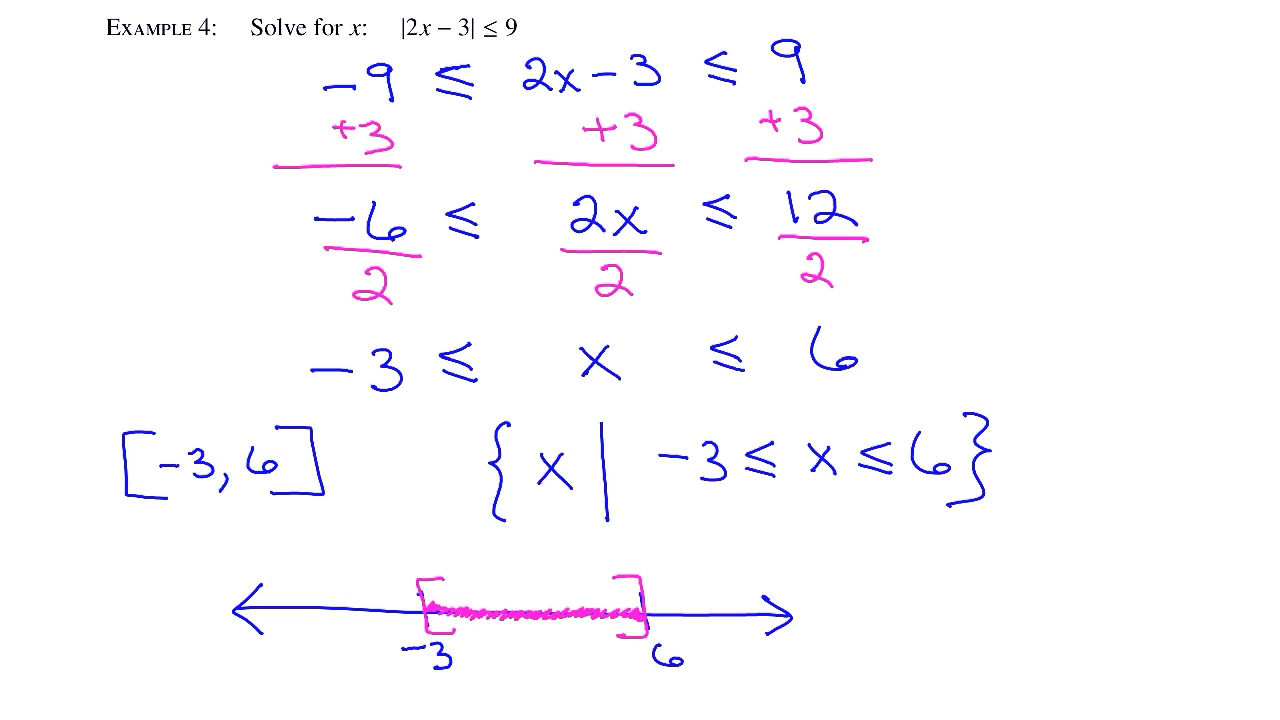 EXAMPLE 4: Solve for x: |2x − 3| ≤ 9
−9 ≤ 2x−3 ≤ 9
+3 +3 +3
−6 ≤ 2x ≤ 12
2 2 2
−3 ≤ x ≤ 6
[−3, 6] {x | −3 ≤ x ≤ 6}
[ ]
−3 6